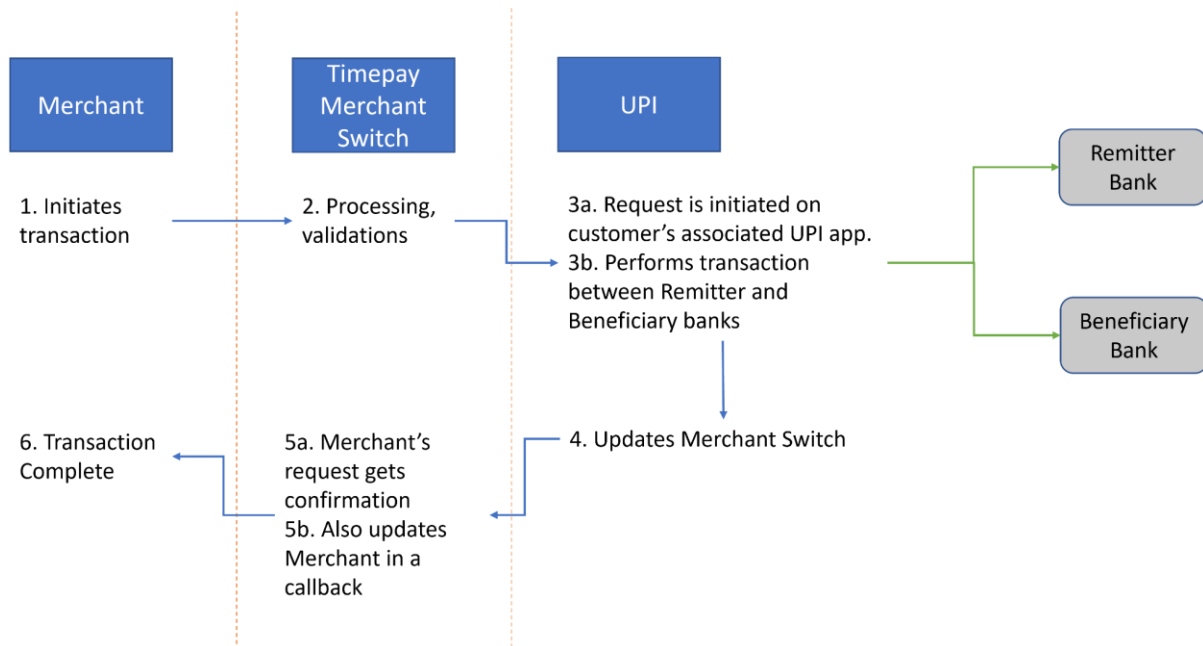 Merchant
Timepay
Merchant
Switch
UPI
Remitter
Bank
1. Initiates
transaction
2. Processing,
validations
3a. Request is initiated on
customer’s associated UPI app.
3b. Performs transaction
between Remitter and
Beneficiary banks
Beneficiary
Bank
4. Updates Merchant Switch
5a. Merchant’s
request gets
confirmation
5b. Also updates
Merchant in a
callback
6. Transaction
Complete